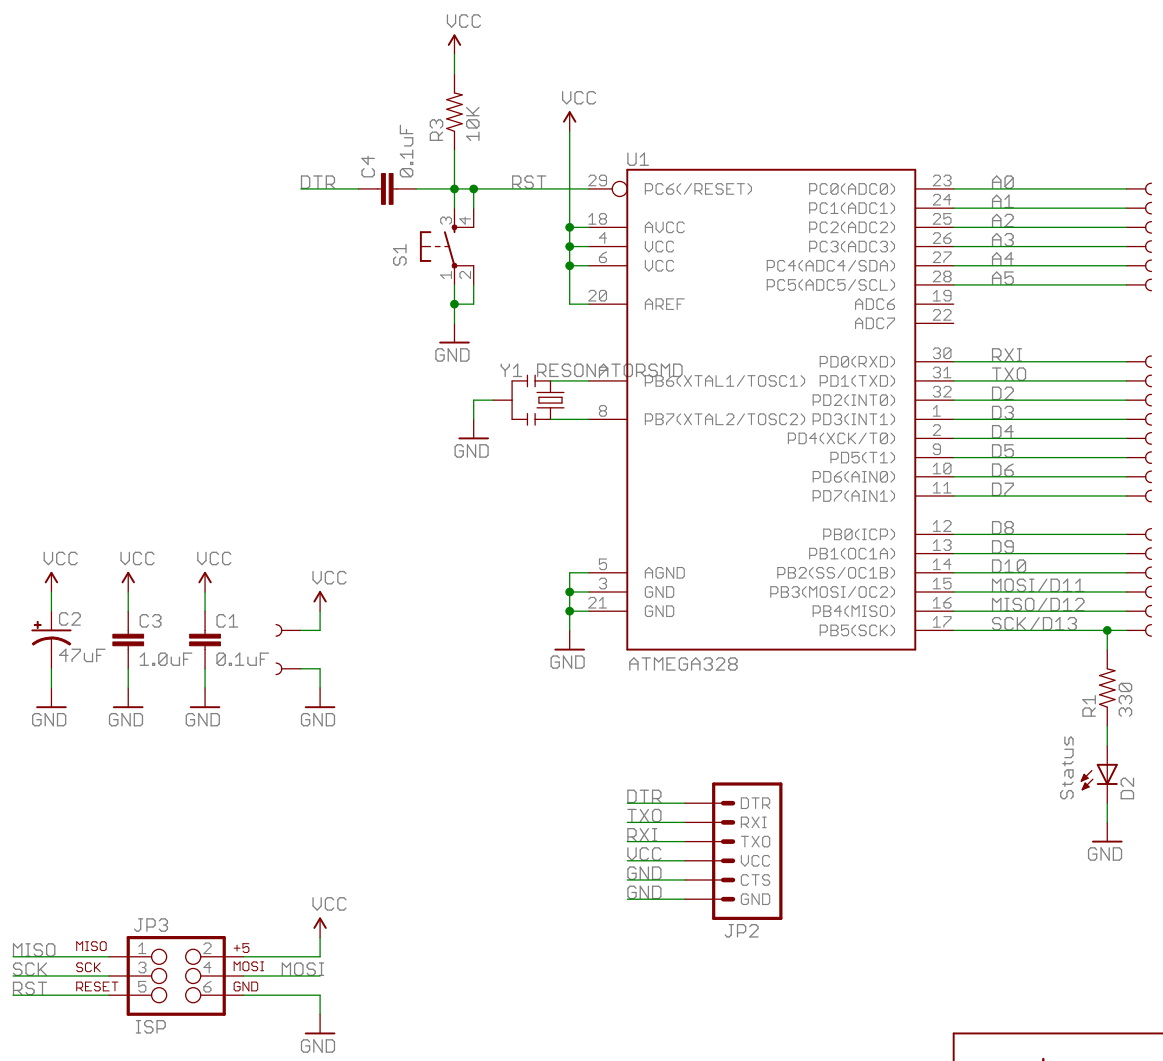 VCC
R3
10K
C4
0.1uF
DTR
RST
S1
3
4
1
2
GND
VCC
U1
29
PC6(/RESET)
18
AVCC
4
VCC
6
VCC
20
AREF
Y1
RESONATORSMD
PB6(XTAL1/TOSC1)
8
PB7(XTAL2/TOSC2)
GND
5
AGND
3
GND
21
GND
GND
ATMEGA328
PC0(ADC0) 23 A0
PC1(ADC1) 24 A1
PC2(ADC2) 25 A2
PC3(ADC3) 26 A3
PC4(ADC4/SDA) 27 A4
PC5(ADC5/SCL) 28 A5
ADC6 19
ADC7 22
PD0(RXD) 30 RXI
PD1(TXD) 31 TXO
PD2(INT0) 32 D2
PD3(INT1) 1 D3
PD4(XCK/T0) 2 D4
PD5(T1) 9 D5
PD6(AIN0) 10 D6
PD7(AIN1) 11 D7
PB0(ICP) 12 D8
PB1(OC1A) 13 D9
PB2(SS/OC1B) 14 D10
PB3(MOSI/OC2) 15 MOSI/D11
PB4(MISO) 16 MISO/D12
PB5(SCK) 17 SCK/D13
R1
330
Status
D2
GND
VCC
+
C2
47uF
GND
VCC
C3
1.0uF
GND
VCC
C1
0.1uF
GND
VCC
GND
DTR DTR
TXO RXI
RXI TXO
VCC VCC
GND CTS
GND GND
JP2
VCC
JP3
MISO MISO 1 2 +5
SCK SCK 3 4 MOSI MOSI
RST RESET 5 6 GND
ISP
GND